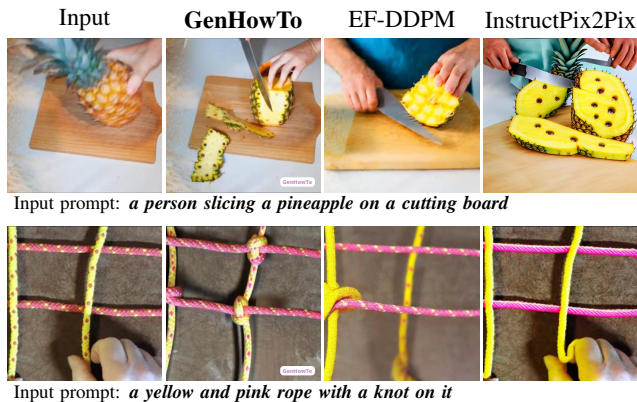 Input GenHowTo EF-DDPM InstructPix2Pix
GenHowTo
Input prompt: a person slicing a pineapple on a cutting board
GenHowTo
Input prompt: a yellow and pink rope with a knot on it